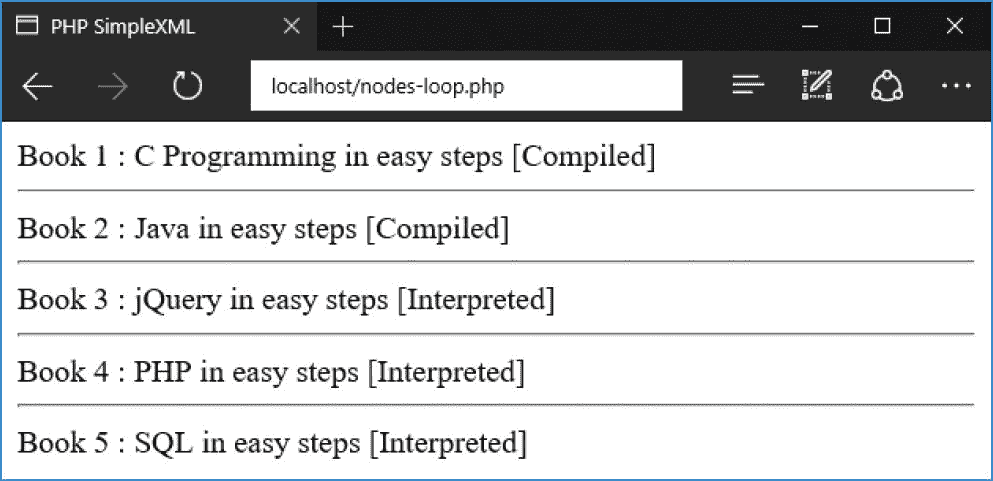 PHP SimpleXML
localhost/nodes-loop.php
Book 1 : C Programming in easy steps [Compiled]
Book 2 : Java in easy steps [Compiled]
Book 3 : jQuery in easy steps [Interpreted]
Book 4 : PHP in easy steps [Interpreted]
Book 5 : SQL in easy steps [Interpreted]